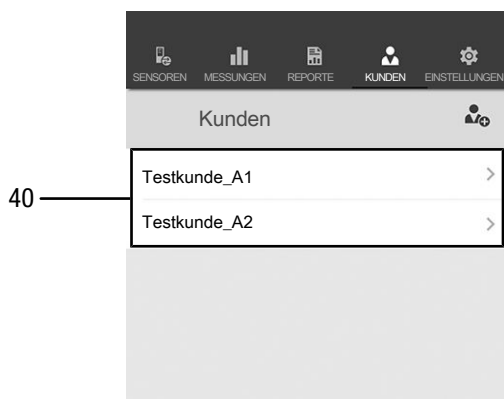 SENSOREN MESSUNGEN REPORTE KUNDEN EINSTELLUNGEN
Kunden
Testkunde_A1
40
Testkunde_A2